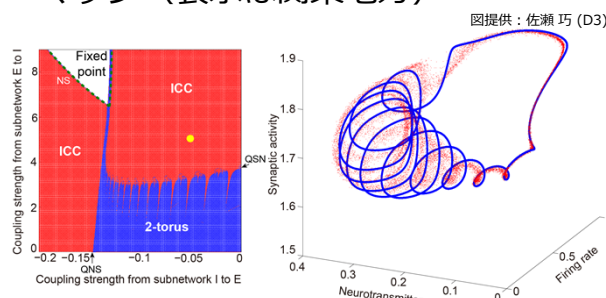 図提供：佐瀬 巧 (D3)
Fixed
point
NS
ICC
ICC
2-torus
QSN
QNS
8
6
4
2
0
−0.2 −0.15 −0.1 −0.05 0
Coupling strength from subnetwork E to I
Coupling strength from subnetwork I to E
1.9
1.8
1.7
1.6
1.5
Synaptic activity
0.4 0.3 0.2 0.1 0
0.5
Firing rate